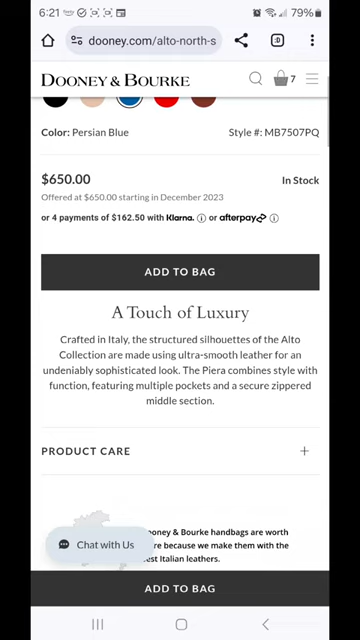 6:21
79%
dooney.com/alto-north-s
:D
DOONEY & BOURKE
7
Color: Persian Blue
Style #: MB7507PQ
$650.00
In Stock
Offered at $650.00 starting in December 2023
or 4 payments of $162.50 with Klarna. or afterpay
ADD TO BAG
A Touch of Luxury
Crafted in Italy, the structured silhouettes of the Alto
Collection are made using ultra-smooth leather for an
undeniably sophisticated look. The Piera combines style with
function, featuring multiple pockets and a secure zippered
middle section.
PRODUCT CARE
ooney & Bourke handbags are worth
re because we make them with the
est Italian leathers.
Chat with Us
ADD TO BAG